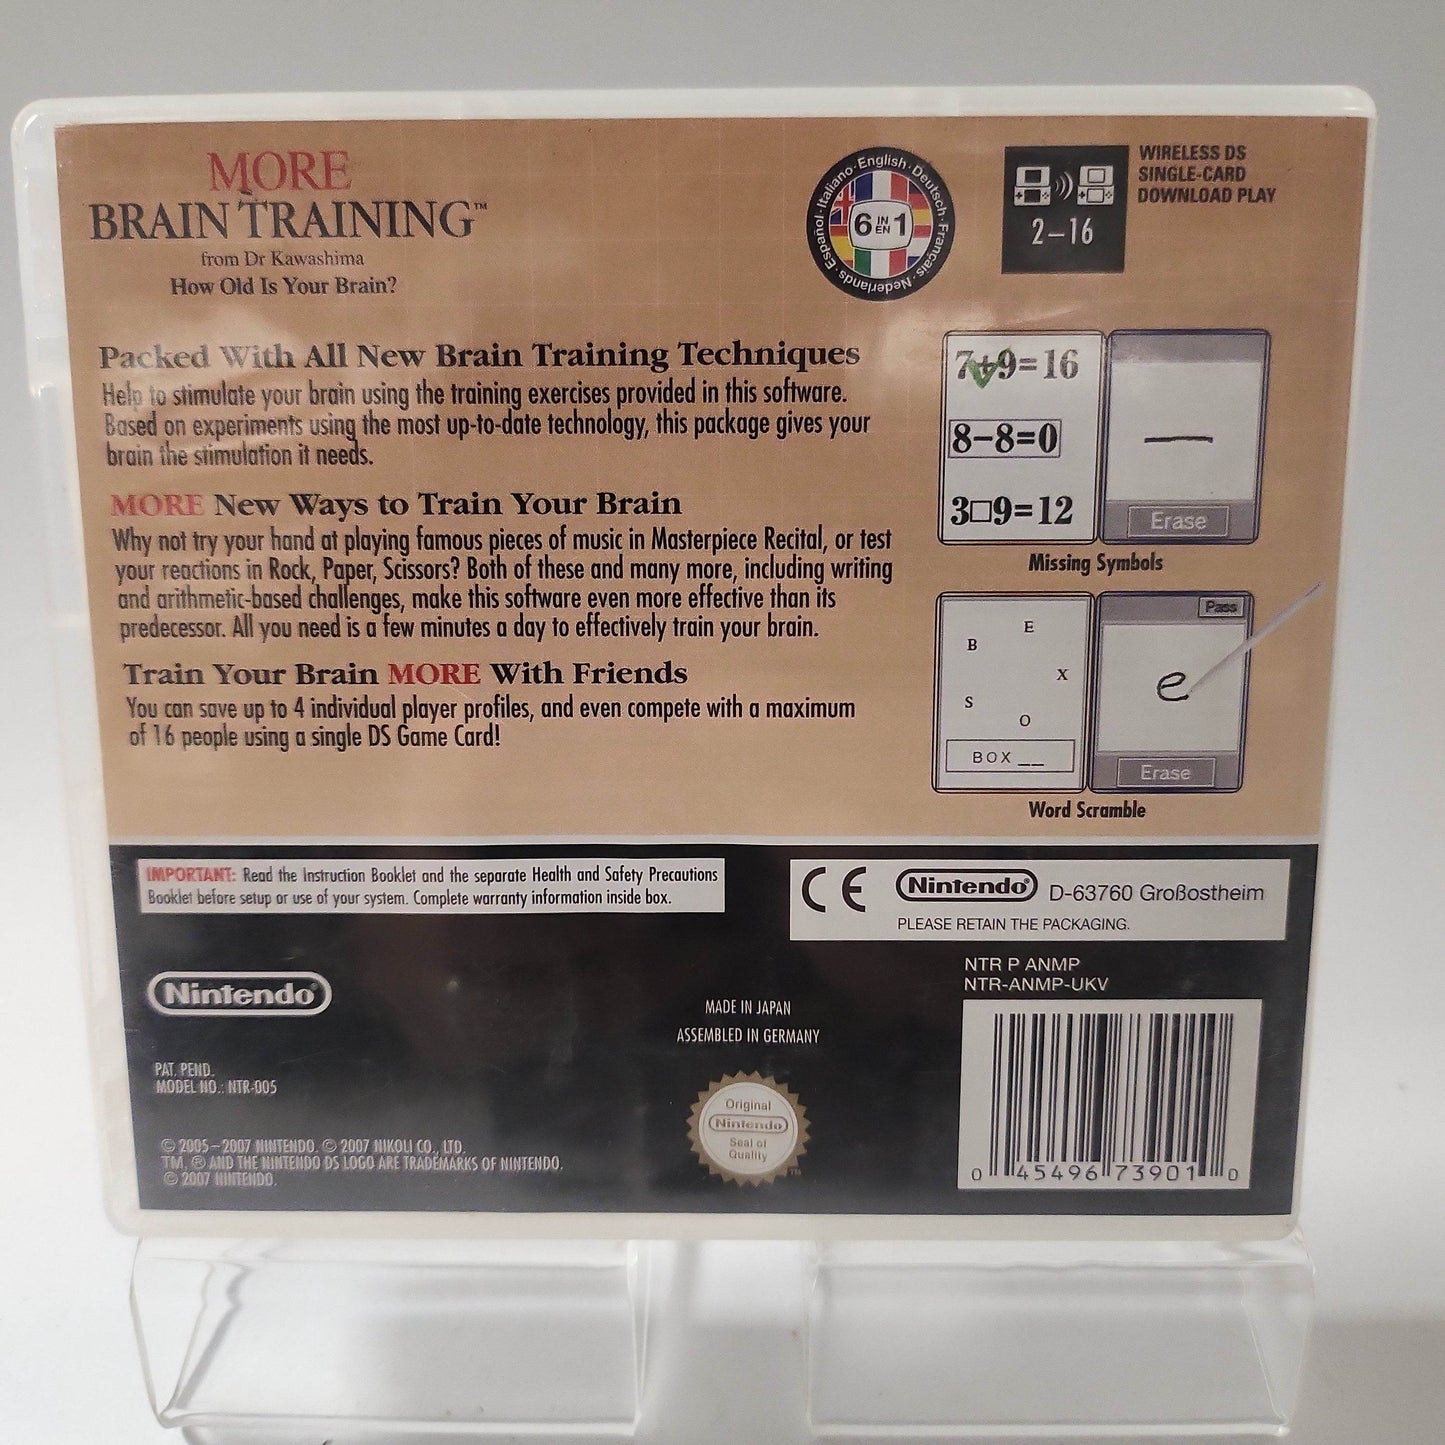 MORE
BRAIN TRAINING™
from Dr Kawashima
How Old Is Your Brain?
Italiano · English · Deutsch · Français · Nederlands · Español
6 IN EN 1
2–16
WIRELESS DS
SINGLE-CARD
DOWNLOAD PLAY
Packed With All New Brain Training Techniques
Help to stimulate your brain using the training exercises provided in this software.
Based on experiments using the most up-to-date technology, this package gives your
brain the stimulation it needs.
MORE New Ways to Train Your Brain
Why not try your hand at playing famous pieces of music in Masterpiece Recital, or test
your reactions in Rock, Paper, Scissors? Both of these and many more, including writing
and arithmetic-based challenges, make this software even more effective than its
predecessor. All you need is a few minutes a day to effectively train your brain.
Train Your Brain MORE With Friends
You can save up to 4 individual player profiles, and even compete with a maximum
of 16 people using a single DS Game Card!
7+9=16
8−8=0
3□9=12
Erase
Missing Symbols
E
B
X
S
O
BOX __
Pass
e
Erase
Word Scramble
IMPORTANT: Read the Instruction Booklet and the separate Health and Safety Precautions
Booklet before setup or use of your system. Complete warranty information inside box.
CE Nintendo® D-63760 Großostheim
PLEASE RETAIN THE PACKAGING.
Nintendo®
MADE IN JAPAN
ASSEMBLED IN GERMANY
NTR P ANMP
NTR-ANMP-UKV
PAT. PEND.
MODEL NO.: NTR-005
Original
Nintendo
Seal of
Quality
TM
© 2005–2007 NINTENDO. © 2007 NIKOLI CO., LTD.
TM, ® AND THE NINTENDO DS LOGO ARE TRADEMARKS OF NINTENDO.
© 2007 NINTENDO.
0 45496 73901 0